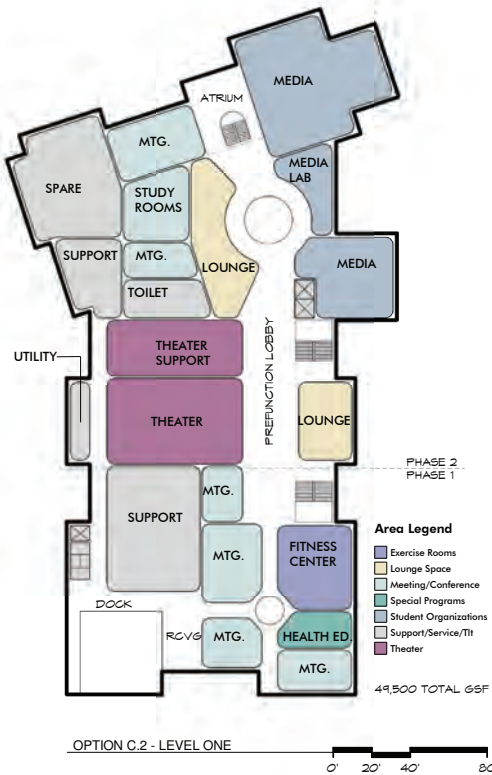 MEDIA
ATRIUM
MTG.
MEDIA
LAB
SPARE
STUDY
ROOMS
SUPPORT
MTG.
LOUNGE
MEDIA
TOILET
THEATER
SUPPORT
UTILITY
PREFUNCTION LOBBY
THEATER
LOUNGE
PHASE 2
PHASE 1
MTG.
SUPPORT
Area Legend
Exercise Rooms
Lounge Space
Meeting/Conference
Special Programs
Student Organizations
Support/Service/Tlt
Theater
FITNESS
CENTER
MTG.
DOCK
RCVG
MTG.
HEALTH ED.
MTG.
49,500 TOTAL GSF
OPTION C.2 - LEVEL ONE
0' 20' 40' 80